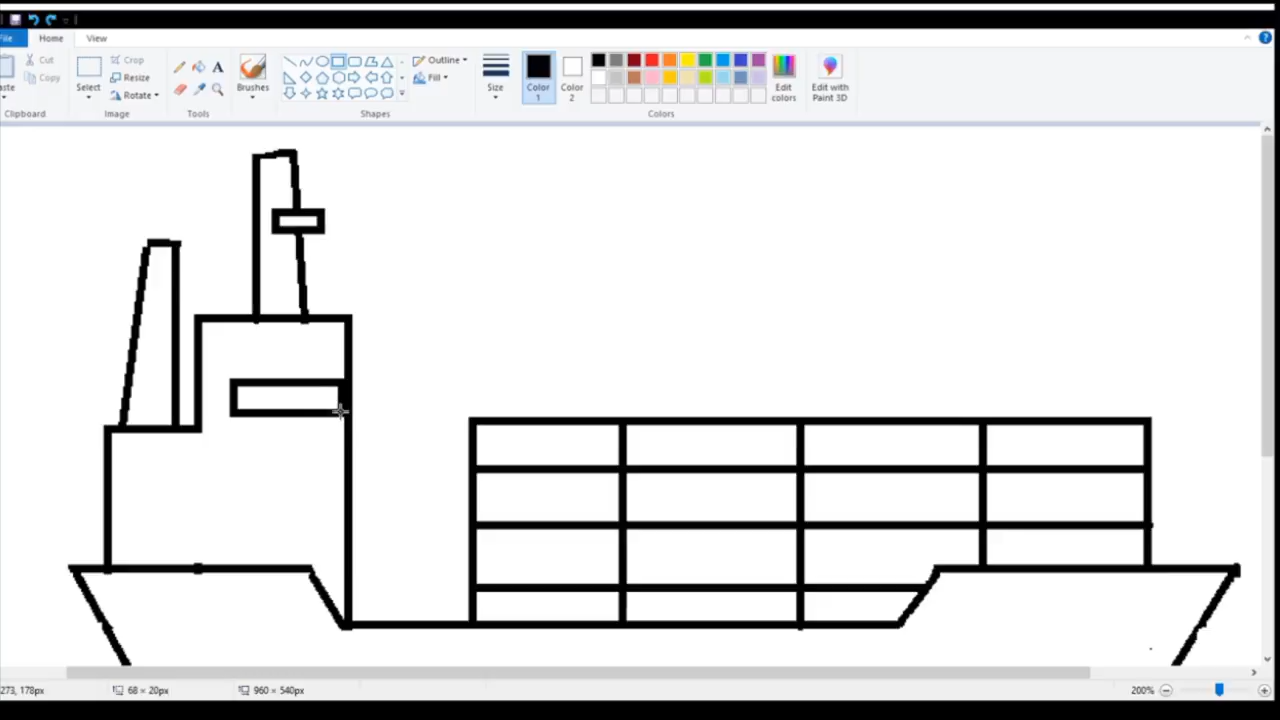 File Home View
Cut
Copy
aste
Clipboard
Select
Crop
Resize
Rotate
Image
A
Tools
Brushes
Shapes
Outline
Fill
Size
Color 1
Color 2
Edit colors
Colors
Edit with Paint 3D
273, 178px 68 × 20px 960 × 540px 200%